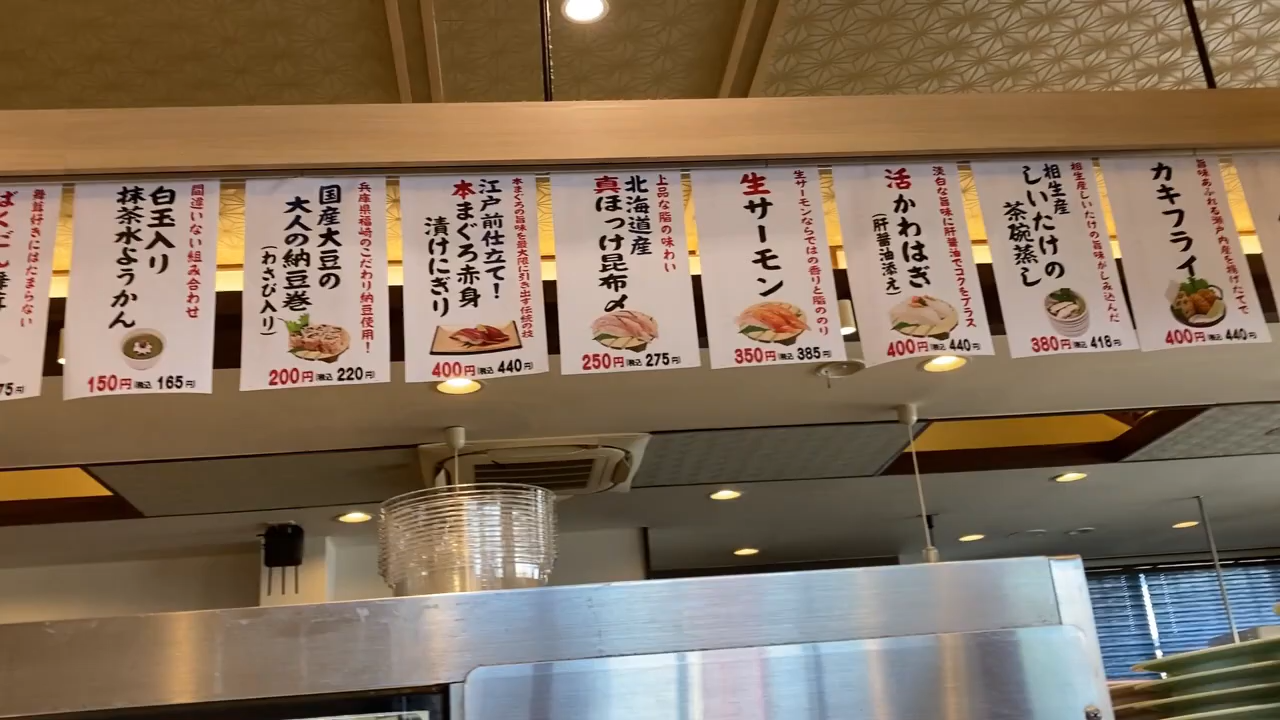 好きにはたまらない
ばくだん舞茸
75円)
間違いない組み合わせ
白玉入り
抹茶水ようかん
150円(税込 165円)
兵庫県福崎のこだわり納豆使用!
国産大豆の
大人の納豆巻
(わさび入り)
200円(税込 220円)
本まぐろの旨味を最大限に引き出す伝統の技
江戸前仕立て!
本まぐろ赤身
漬けにぎり
400円(税込 440円)
上品な脂の味わい
北海道産
真ほっけ昆布〆
250円(税込 275円)
生サーモンならではの香りと脂ののり
生サーモン
350円(税込 385円)
淡白な旨味に肝醤油でコクをプラス
活かわはぎ
(肝醤油添え)
400円(税込 440円)
相生産しいたけの旨味がしみ込んだ
相生産
しいたけの
茶碗蒸し
380円(税込 418円)
旨味あふれる瀬戸内産を揚げたてで
カキフライ
400円(税込 440円)